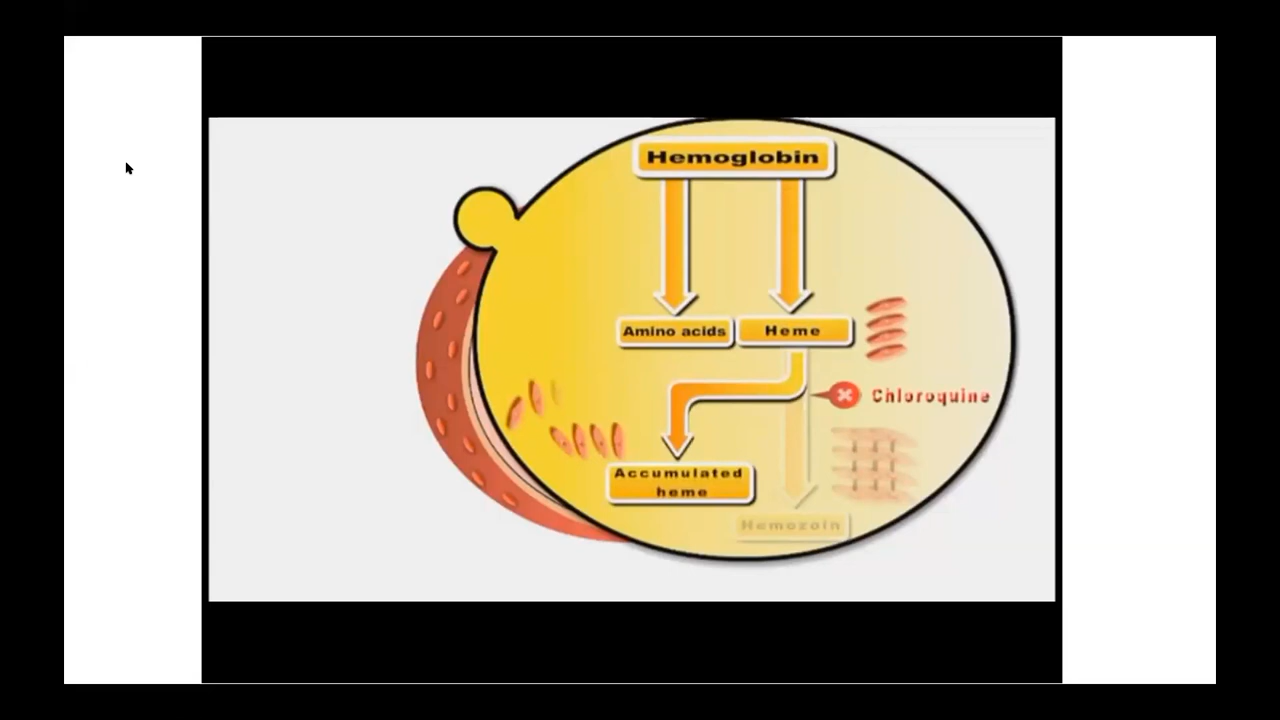 Hemoglobin
Amino acids
Heme
Chloroquine
Accumulated
heme
Hemozoin